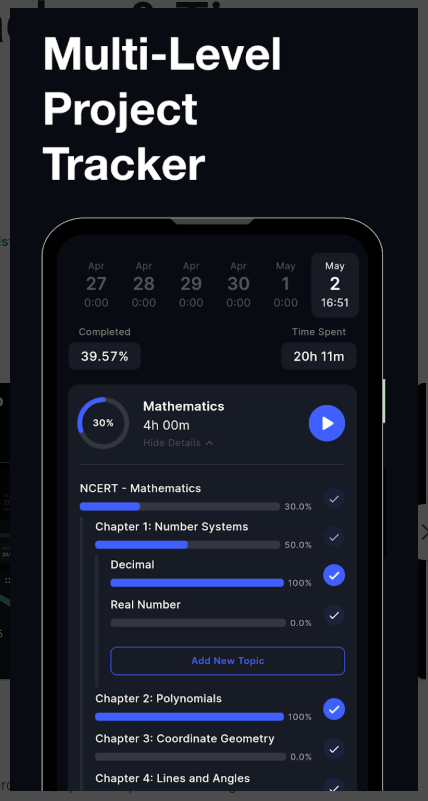 Multi-Level
Project
Tracker
Apr Apr Apr Apr May May
27 28 29 30 1 2
0:00 0:00 0:00 0:00 0:00 16:51
Completed Time Spent
39.57% 20h 11m
30%
Mathematics
4h 00m
Hide Details
NCERT - Mathematics
30.0%
Chapter 1: Number Systems
50.0%
Decimal
100%
Real Number
0.0%
Add New Topic
Chapter 2: Polynomials
100%
Chapter 3: Coordinate Geometry
0.0%
Chapter 4: Lines and Angles